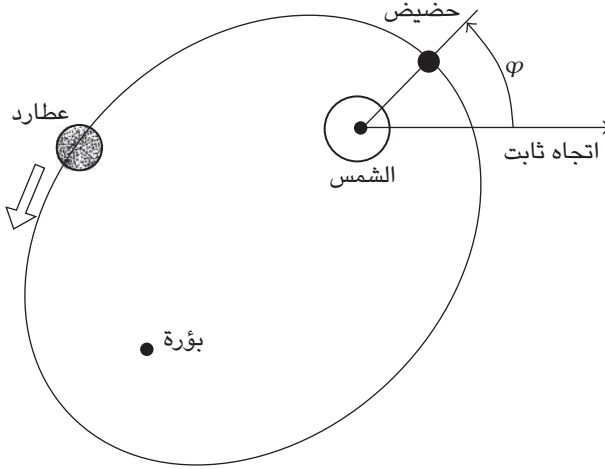 حضيض
φ
عطارد
اتجاه ثابت
الشمس
بؤرة